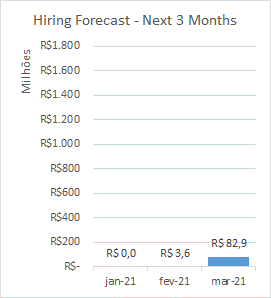 Hiring Forecast - Next 3 Months
Milhões
R$1.800
R$1.600
R$1.400
R$1.200
R$1.000
R$800
R$600
R$400
R$200
R$-
R$ 0,0
R$ 3,6
R$ 82,9
jan-21
fev-21
mar-21